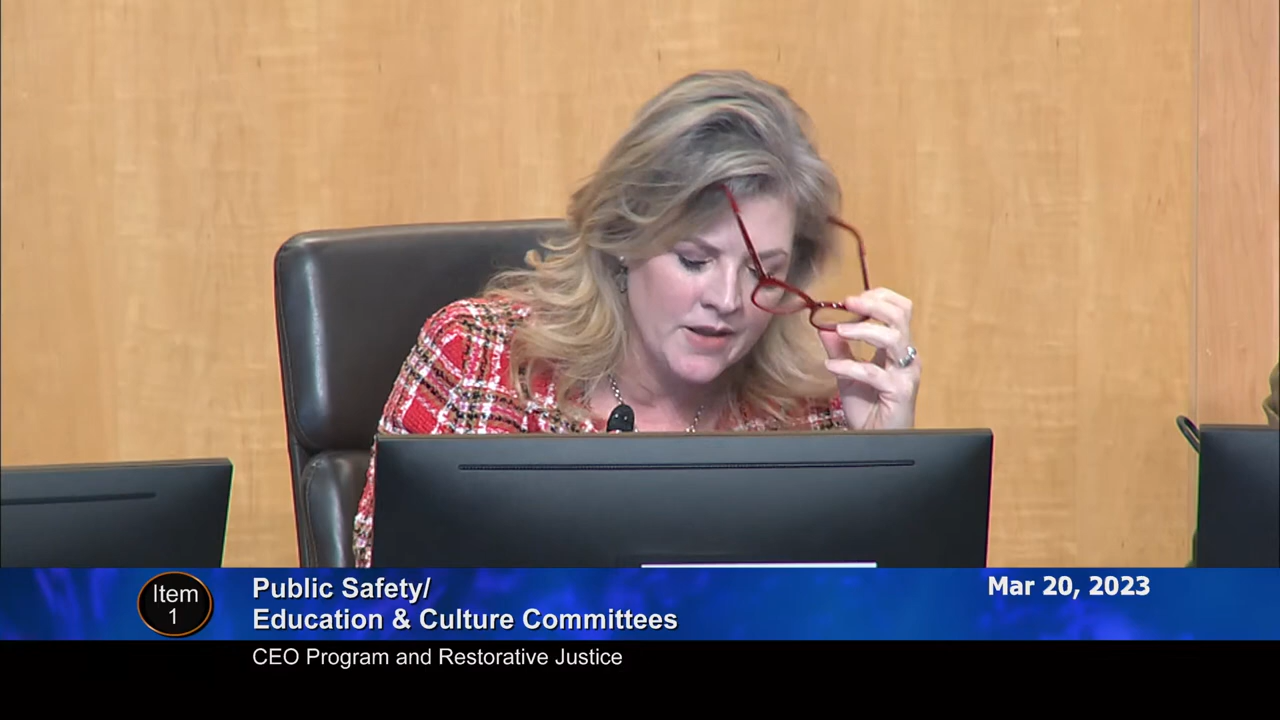 Item
1
Public Safety/
Education & Culture Committees
Mar 20, 2023
CEO Program and Restorative Justice